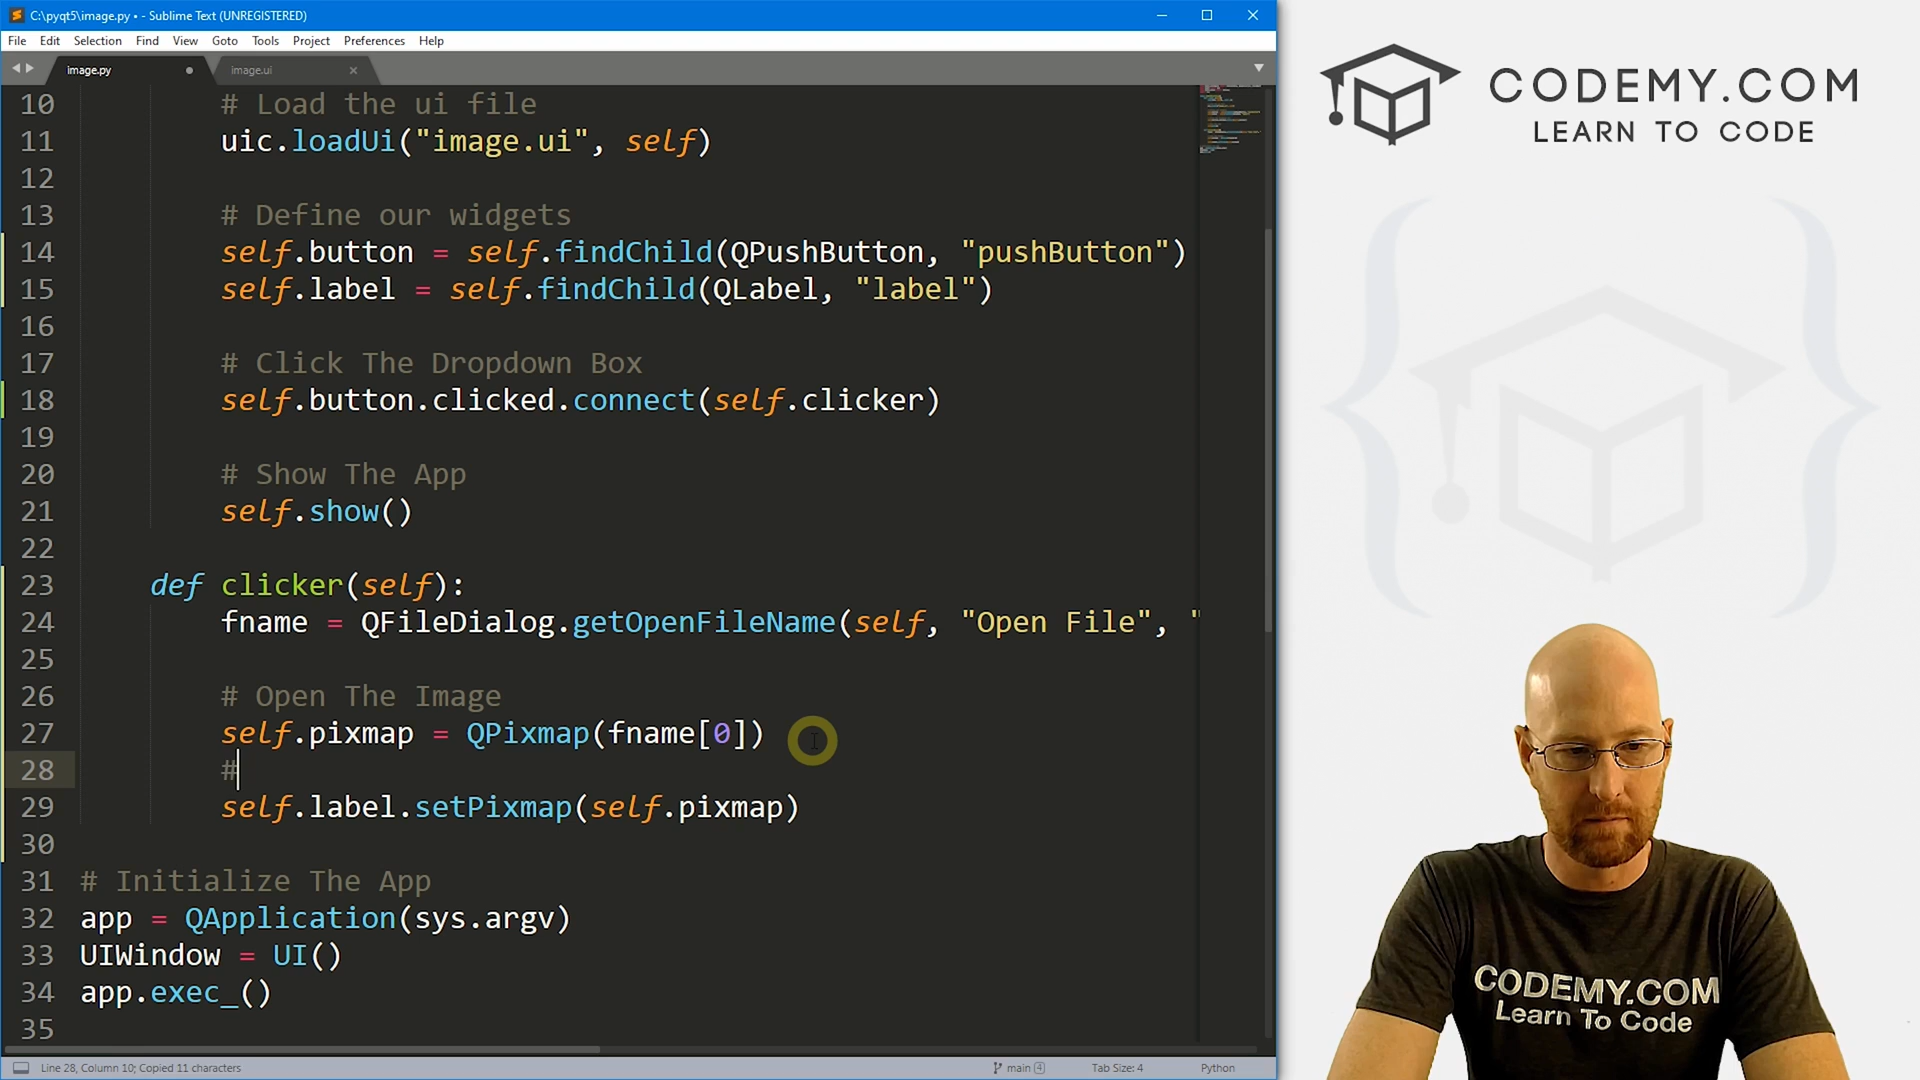 C:\pyqt5\image.py • - Sublime Text (UNREGISTERED)
File Edit Selection Find View Goto Tools Project Preferences Help
image.py
image.ui
10 # Load the ui file
11 uic.loadUi("image.ui", self)
12
13 # Define our widgets
14 self.button = self.findChild(QPushButton, "pushButton")
15 self.label = self.findChild(QLabel, "label")
16
17 # Click The Dropdown Box
18 self.button.clicked.connect(self.clicker)
19
20 # Show The App
21 self.show()
22
23 def clicker(self):
24 fname = QFileDialog.getOpenFileName(self, "Open File", "
25
26 # Open The Image
27 self.pixmap = QPixmap(fname[0])
28 #
29 self.label.setPixmap(self.pixmap)
30
31 # Initialize The App
32 app = QApplication(sys.argv)
33 UIWindow = UI()
34 app.exec_()
35
Line 28, Column 10; Copied 11 characters
main 4
Tab Size: 4
Python
CODEMY.COM
LEARN TO CODE
CODEMY.COM
Learn To Code